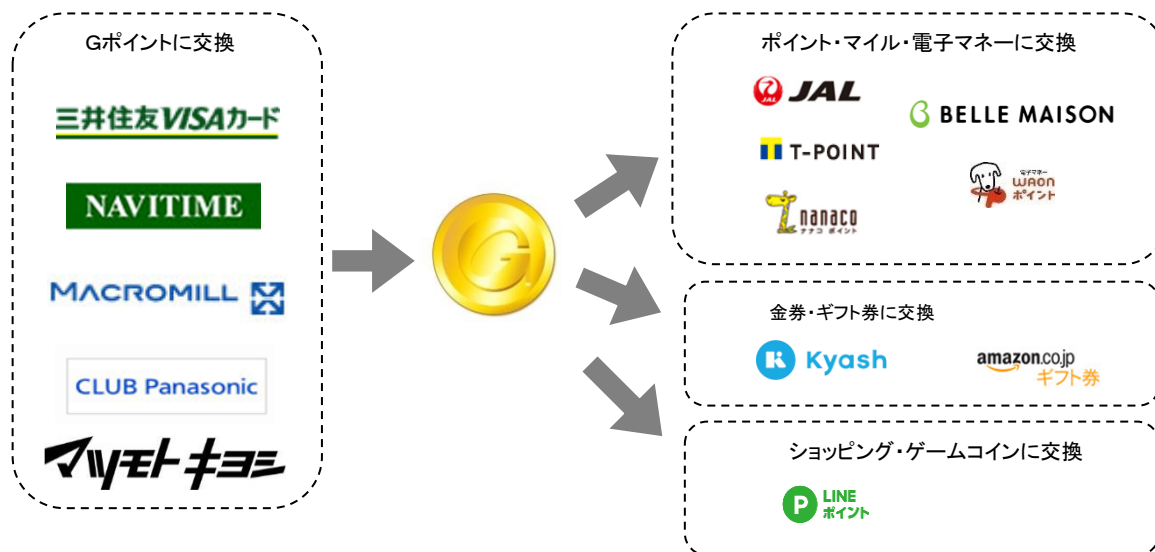 Gポイントに交換
三井住友VISAカード
NAVITIME
MACROMILL
CLUB Panasonic
マツモトキヨシ
G
ポイント・マイル・電子マネーに交換
JAL
JAL
BELLE MAISON
T-POINT
電子マネー
WAON
ポイント
nanaco
ナナコ ポイント
金券・ギフト券に交換
K
Kyash
amazon.co.jp
ギフト券
ショッピング・ゲームコインに交換
P
LINE
ポイント